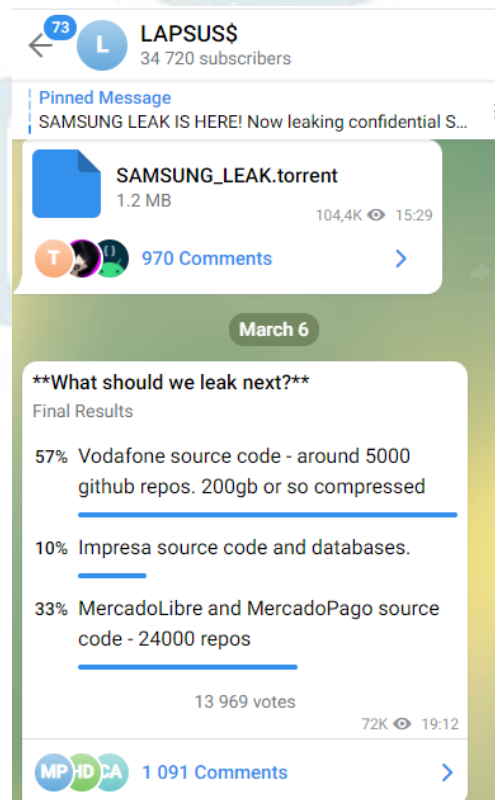 73
L
LAPSUS$
34 720 subscribers
Pinned Message
SAMSUNG LEAK IS HERE! Now leaking confidential S...
SAMSUNG_LEAK.torrent
1.2 MB
104,4K 15:29
T
970 Comments
March 6
**What should we leak next?**
Final Results
57% Vodafone source code - around 5000
github repos. 200gb or so compressed
10% Impresa source code and databases.
33% MercadoLibre and MercadoPago source
code - 24000 repos
13 969 votes
72K 19:12
MP HD CA 1 091 Comments